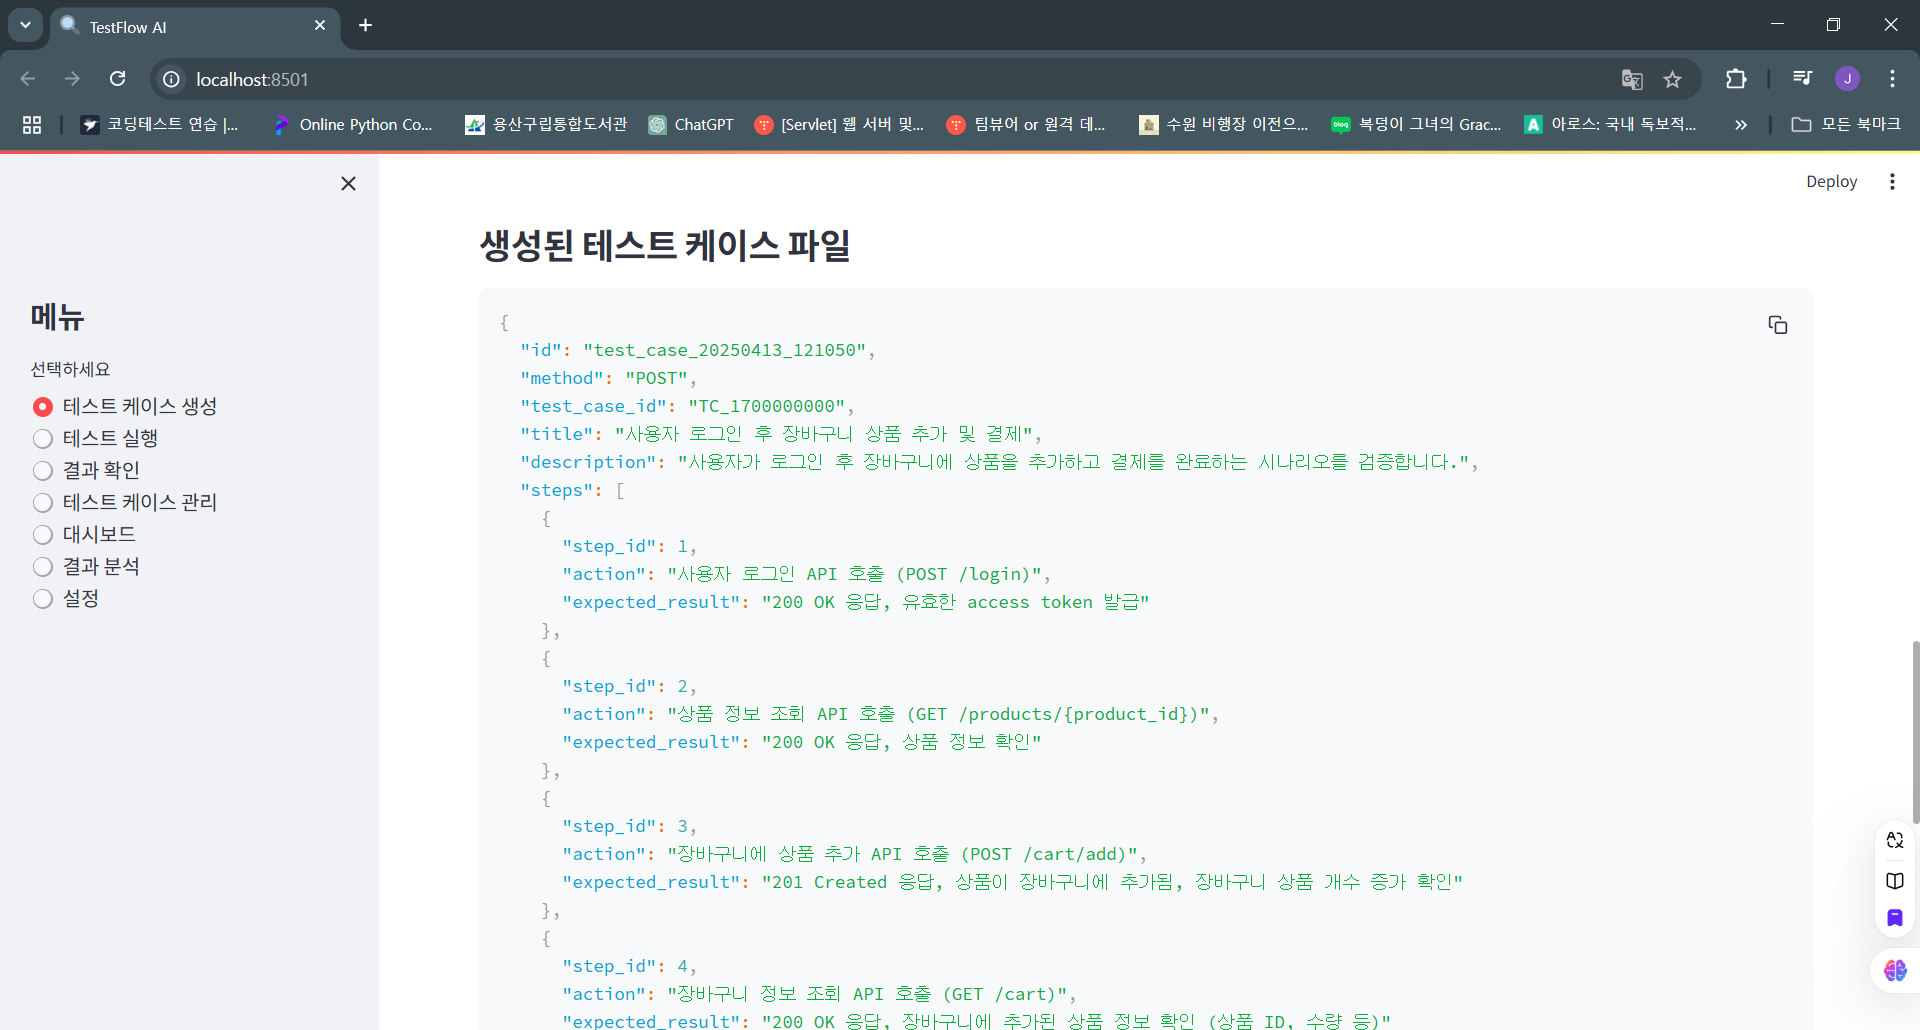 TestFlow AI
localhost:8501
코딩테스트 연습 |...
Online Python Co...
용산구립통합도서관
ChatGPT
[Servlet] 웹 서버 및...
팀뷰어 or 원격 데...
수원 비행장 이전으...
복덩이 그녀의 Grac...
아로스: 국내 독보적...
모든 북마크
Deploy
메뉴
선택하세요
테스트 케이스 생성
테스트 실행
결과 확인
테스트 케이스 관리
대시보드
결과 분석
설정
생성된 테스트 케이스 파일
{
"id": "test_case_20250413_121050",
"method": "POST",
"test_case_id": "TC_1700000000",
"title": "사용자 로그인 후 장바구니 상품 추가 및 결제",
"description": "사용자가 로그인 후 장바구니에 상품을 추가하고 결제를 완료하는 시나리오를 검증합니다.",
"steps": [
{
"step_id": 1,
"action": "사용자 로그인 API 호출 (POST /login)",
"expected_result": "200 OK 응답, 유효한 access token 발급"
},
{
"step_id": 2,
"action": "상품 정보 조회 API 호출 (GET /products/{product_id})",
"expected_result": "200 OK 응답, 상품 정보 확인"
},
{
"step_id": 3,
"action": "장바구니에 상품 추가 API 호출 (POST /cart/add)",
"expected_result": "201 Created 응답, 상품이 장바구니에 추가됨, 장바구니 상품 개수 증가 확인"
},
{
"step_id": 4,
"action": "장바구니 정보 조회 API 호출 (GET /cart)",
"expected_result": "200 OK 응답, 장바구니에 추가된 상품 정보 확인 (상품 ID, 수량 등)"